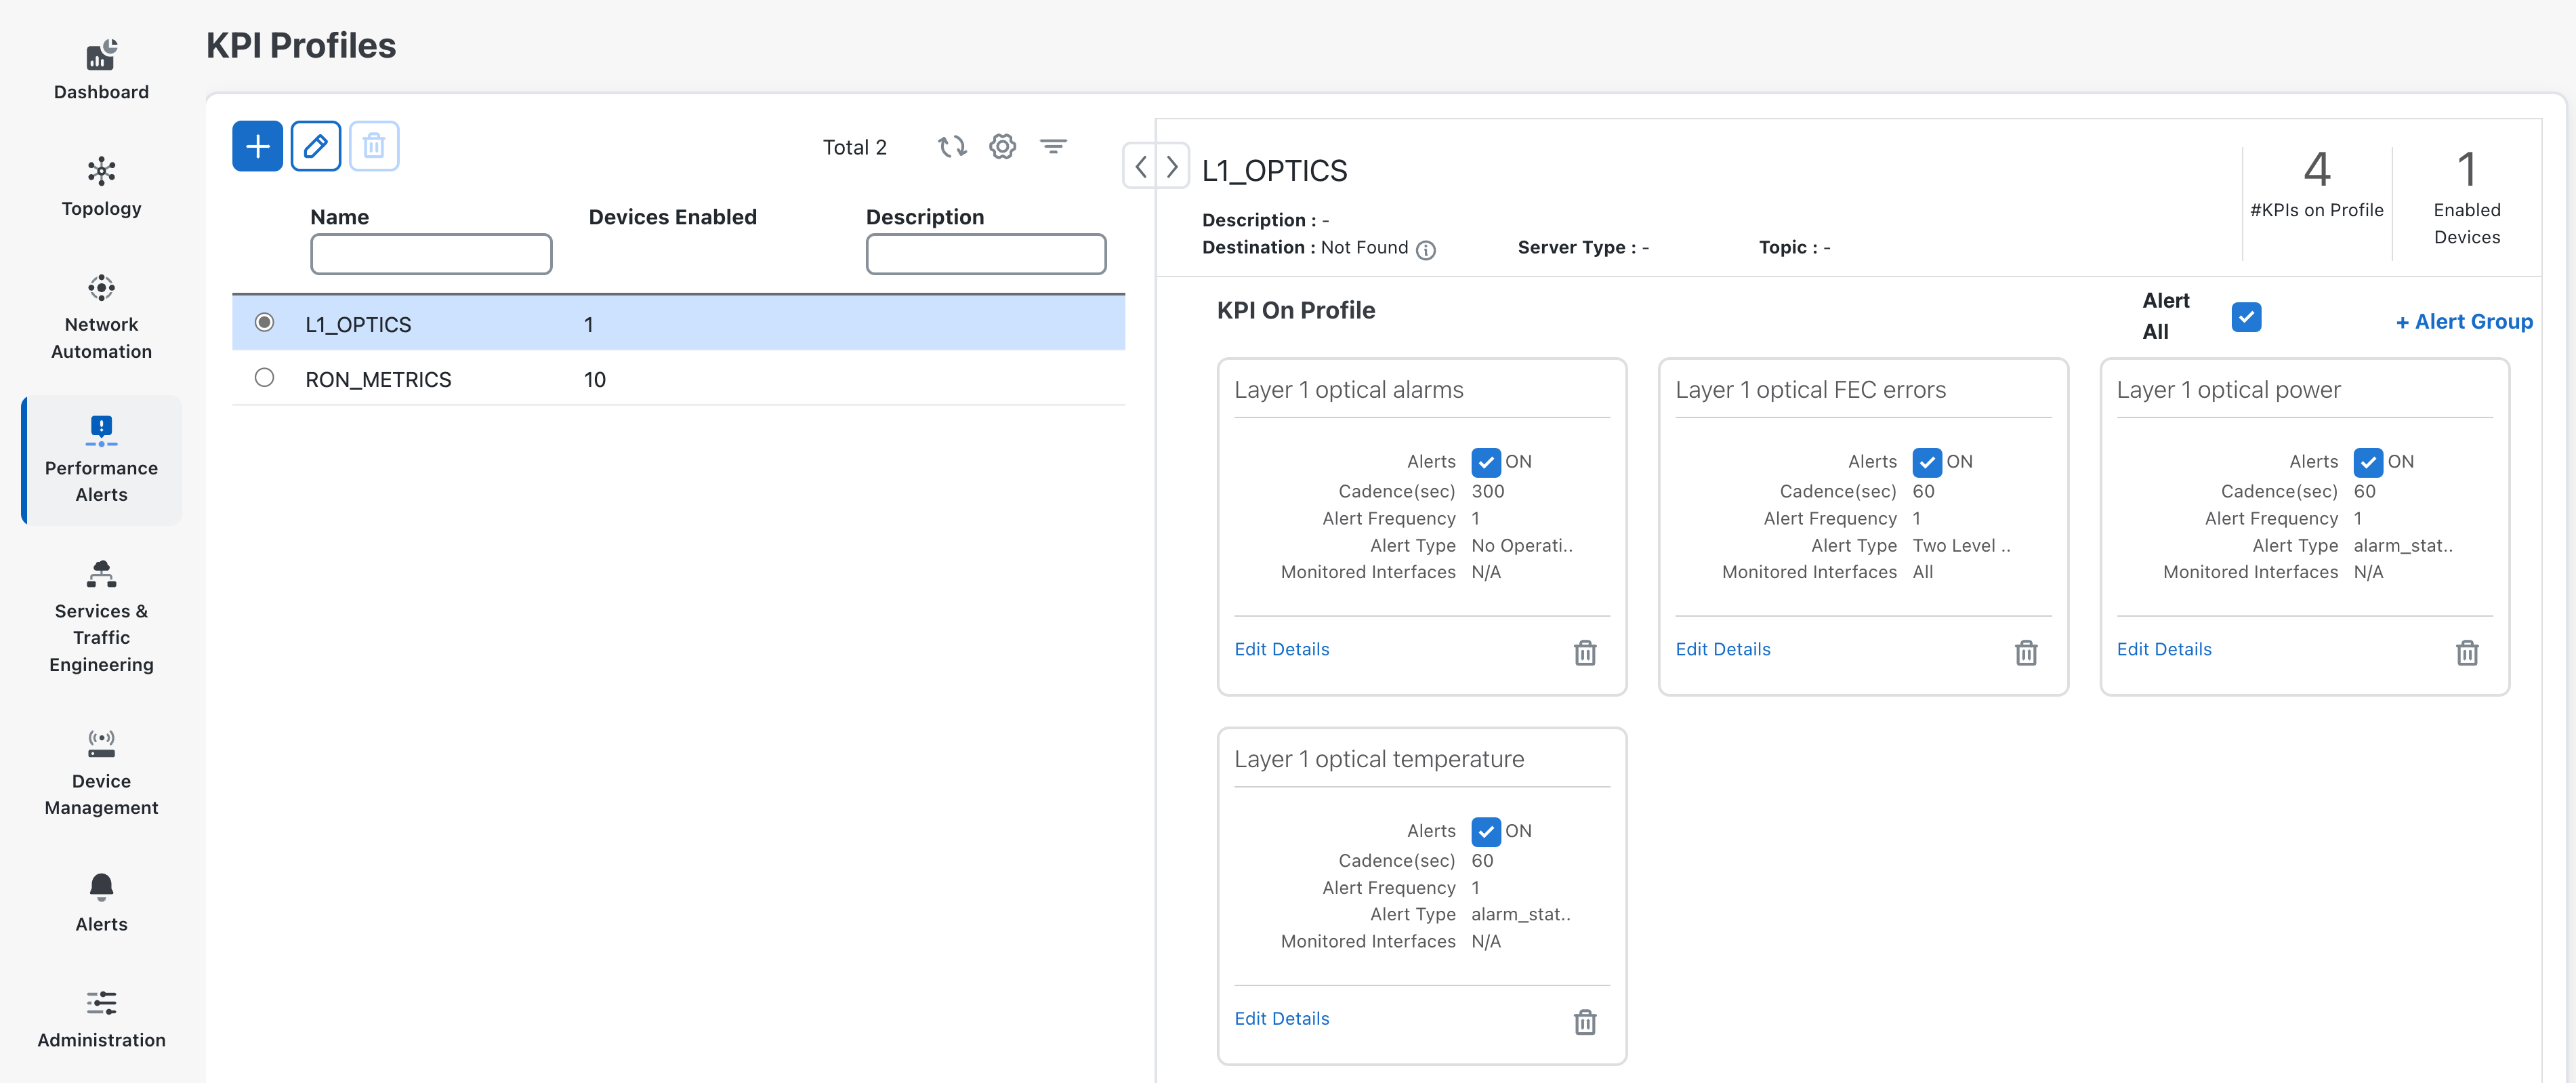 KPI Profiles
Dashboard
Topology
Network
Automation
Performance
Alerts
Services &
Traffic
Engineering
Device
Management
Alerts
Administration
Total 2
Name
Devices Enabled
Description
L1_OPTICS
1
RON_METRICS
10
L1_OPTICS
Description : -
Destination : Not Found
Server Type : -
Topic : -
4
#KPIs on Profile
1
Enabled
Devices
KPI On Profile
Alert
All
+ Alert Group
Layer 1 optical alarms
Alerts ON
Cadence(sec) 300
Alert Frequency 1
Alert Type No Operati..
Monitored Interfaces N/A
Edit Details
Layer 1 optical FEC errors
Alerts ON
Cadence(sec) 60
Alert Frequency 1
Alert Type Two Level ..
Monitored Interfaces All
Edit Details
Layer 1 optical power
Alerts ON
Cadence(sec) 60
Alert Frequency 1
Alert Type alarm_stat..
Monitored Interfaces N/A
Edit Details
Layer 1 optical temperature
Alerts ON
Cadence(sec) 60
Alert Frequency 1
Alert Type alarm_stat..
Monitored Interfaces N/A
Edit Details